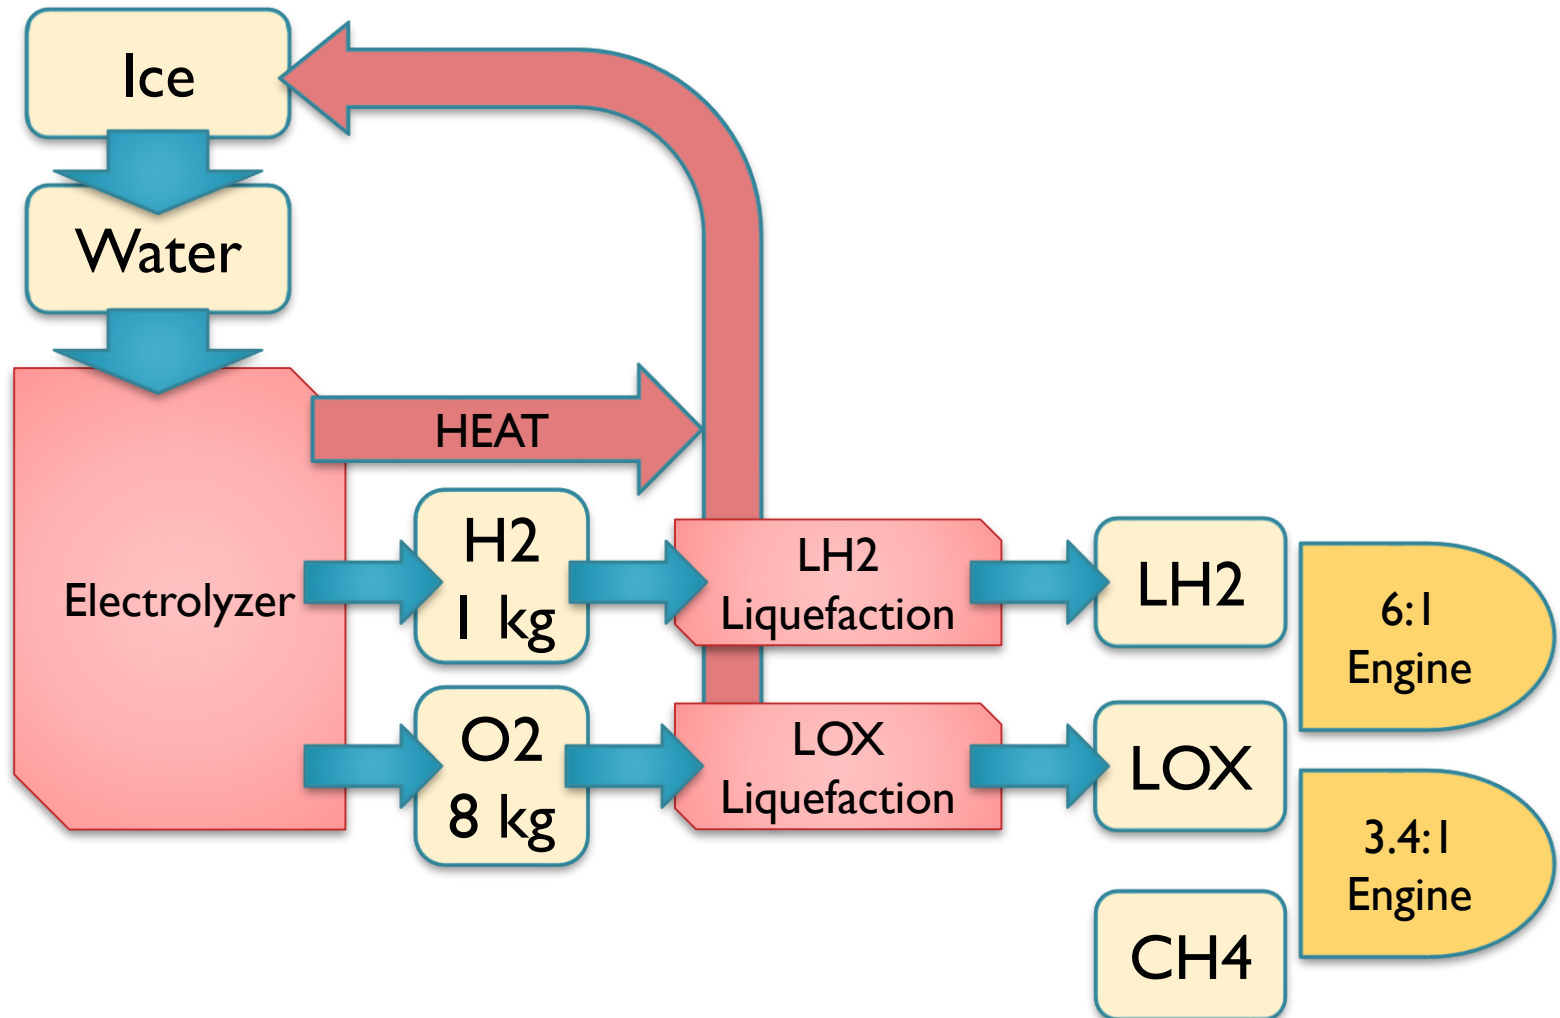 Ice
Water
HEAT
Electrolyzer
H2
1 kg
LH2
Liquefaction
LH2
6:1
Engine
O2
8 kg
LOX
Liquefaction
LOX
3.4:1
Engine
CH4